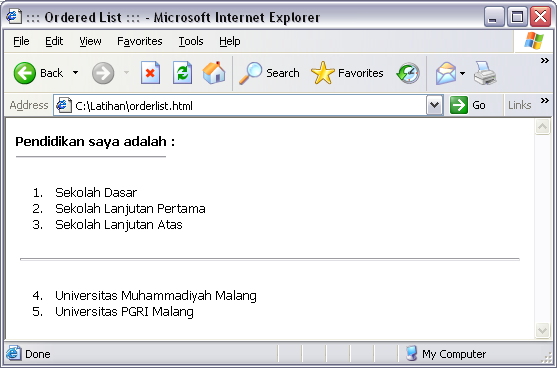 ::: Ordered List ::: - Microsoft Internet Explorer
File Edit View Favorites Tools Help »
Back Search Favorites »
Address C:\Latihan\orderlist.html Go Links »
Pendidikan saya adalah :
1. Sekolah Dasar
2. Sekolah Lanjutan Pertama
3. Sekolah Lanjutan Atas
4. Universitas Muhammadiyah Malang
5. Universitas PGRI Malang
Done My Computer